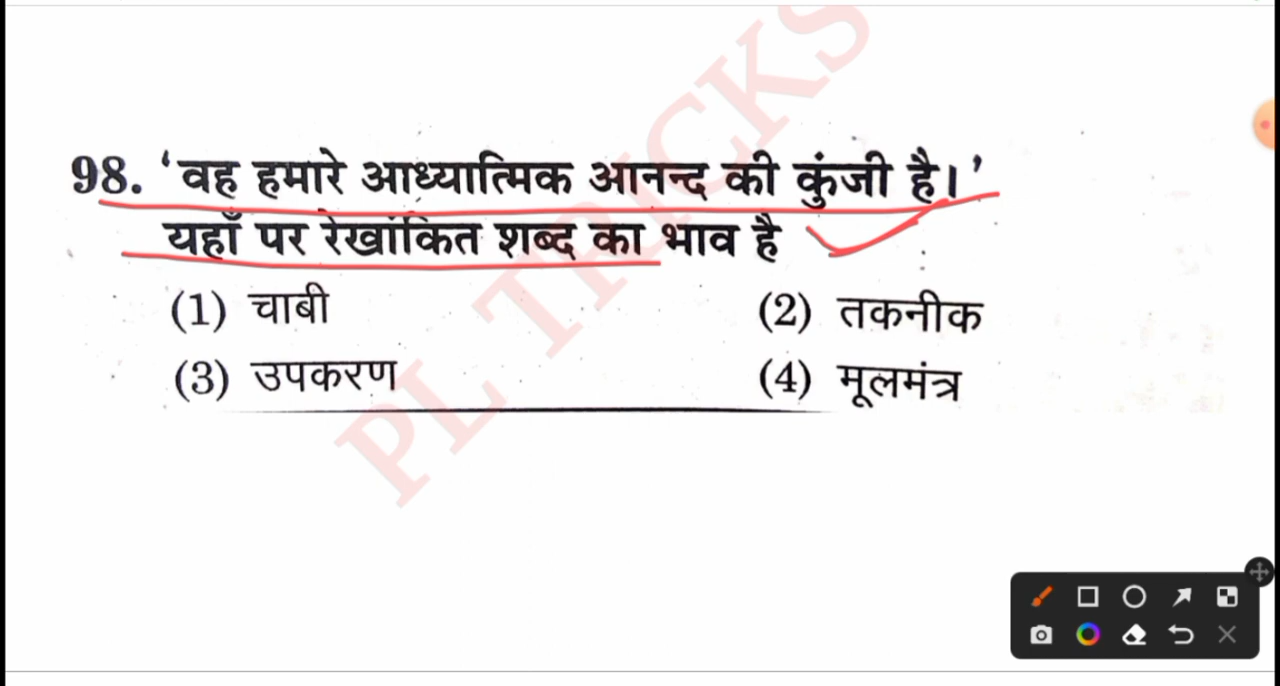 98. ‘वह हमारे आध्यात्मिक आनन्द की कुंजी है।’
यहाँ पर रेखांकित शब्द का भाव है
(1) चाबी (2) तकनीक
(3) उपकरण (4) मूलमंत्र
PL TRICKS